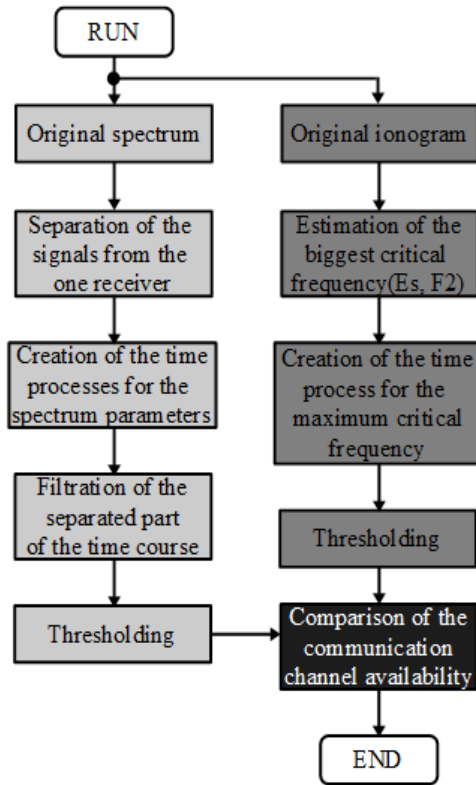 RUN
Original spectrum
Separation of the
signals from the
one receiver
Creation of the time
processes for the
spectrum parameters
Filtration of the
separated part
of the time course
Thresholding
Original ionogram
Estimation of the
biggest critical
frequency(Es, F2)
Creation of the time
process for the
maximum critical
frequency
Thresholding
Comparison of the
communication
channel availability
END